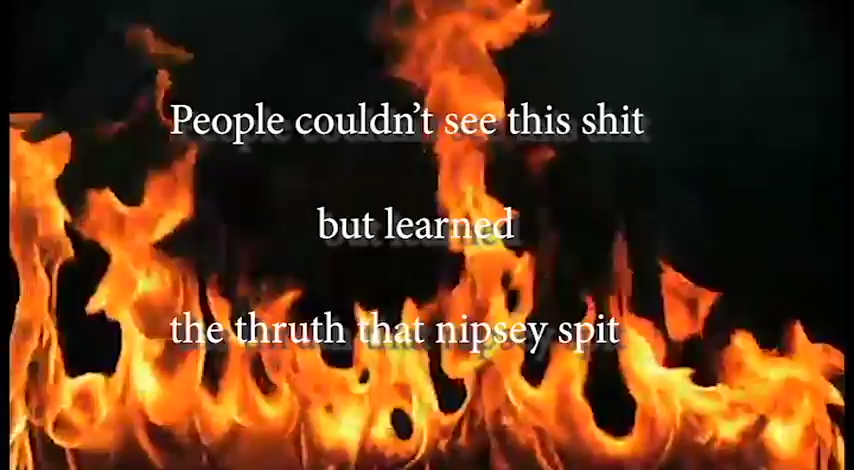 People couldn’t see this shit
but learned
the thruth that nipsey spit